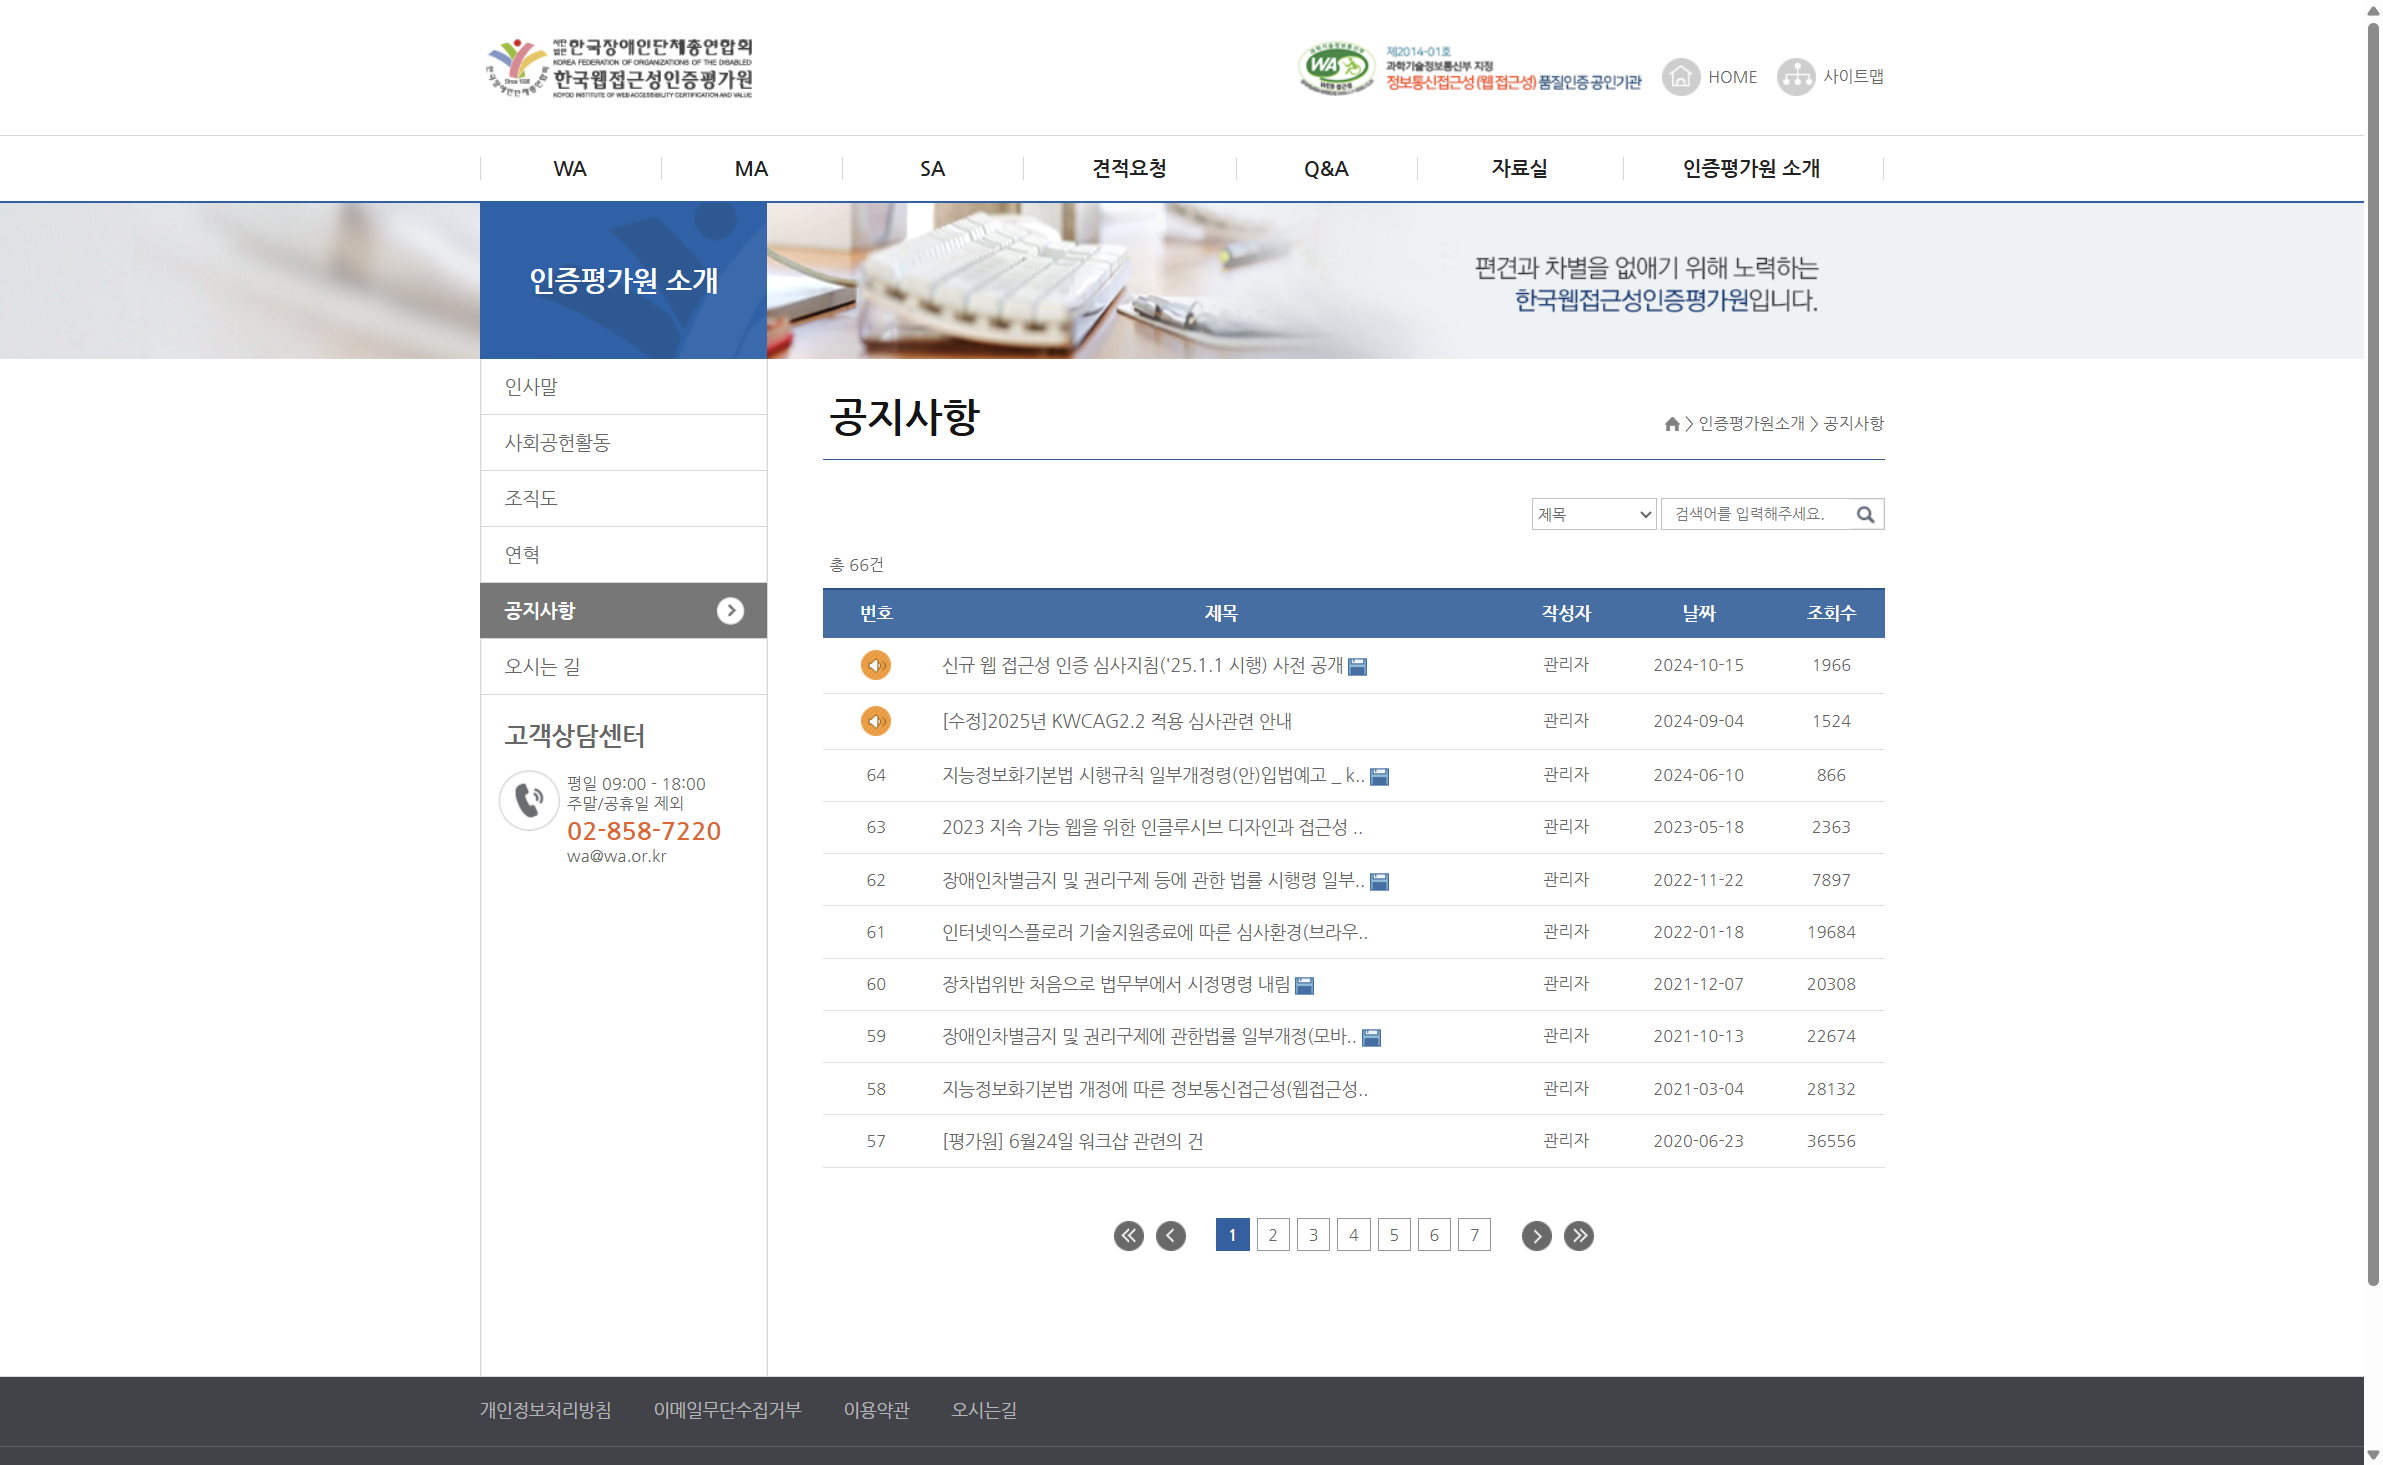 사단법인 한국장애인단체총연합회
KOREA FEDERATION OF ORGANIZATIONS OF THE DISABLED
한국웹접근성인증평가원
KOFOD INSTITUTE OF WEB ACCESSIBILITY CERTIFICATION AND VALUE
Since 1998
한국장애인단체총연합회
과학기술정보통신부
WA
WEB 접근성
제2014-01호
과학기술정보통신부 지정
정보통신접근성 (웹 접근성) 품질인증 공인기관
HOME
사이트맵
WA
MA
SA
견적요청
Q&A
자료실
인증평가원 소개
인증평가원 소개
편견과 차별을 없애기 위해 노력하는
한국웹접근성인증평가원입니다.
인사말
사회공헌활동
조직도
연혁
공지사항
오시는 길
고객상담센터
평일 09:00 - 18:00
주말/공휴일 제외
02-858-7220
wa@wa.or.kr
공지사항
> 인증평가원소개 > 공지사항
제목
검색어를 입력해주세요.
총 66건
번호 제목 작성자 날짜 조회수
신규 웹 접근성 인증 심사지침('25.1.1 시행) 사전 공개 관리자 2024-10-15 1966
[수정]2025년 KWCAG2.2 적용 심사관련 안내 관리자 2024-09-04 1524
64 지능정보화기본법 시행규칙 일부개정령(안)입법예고 _ k.. 관리자 2024-06-10 866
63 2023 지속 가능 웹을 위한 인클루시브 디자인과 접근성 .. 관리자 2023-05-18 2363
62 장애인차별금지 및 권리구제 등에 관한 법률 시행령 일부.. 관리자 2022-11-22 7897
61 인터넷익스플로러 기술지원종료에 따른 심사환경(브라우.. 관리자 2022-01-18 19684
60 장차법위반 처음으로 법무부에서 시정명령 내림 관리자 2021-12-07 20308
59 장애인차별금지 및 권리구제에 관한법률 일부개정(모바.. 관리자 2021-10-13 22674
58 지능정보화기본법 개정에 따른 정보통신접근성(웹접근성.. 관리자 2021-03-04 28132
57 [평가원] 6월24일 워크샵 관련의 건 관리자 2020-06-23 36556
1 2 3 4 5 6 7
개인정보처리방침
이메일무단수집거부
이용약관
오시는길